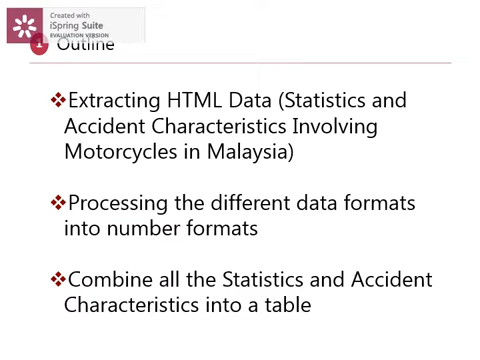 Created with
iSpring Suite
EVALUATION VERSION
1 Outline
❖Extracting HTML Data (Statistics and
Accident Characteristics Involving
Motorcycles in Malaysia)
❖Processing the different data formats
into number formats
❖Combine all the Statistics and Accident
Characteristics into a table